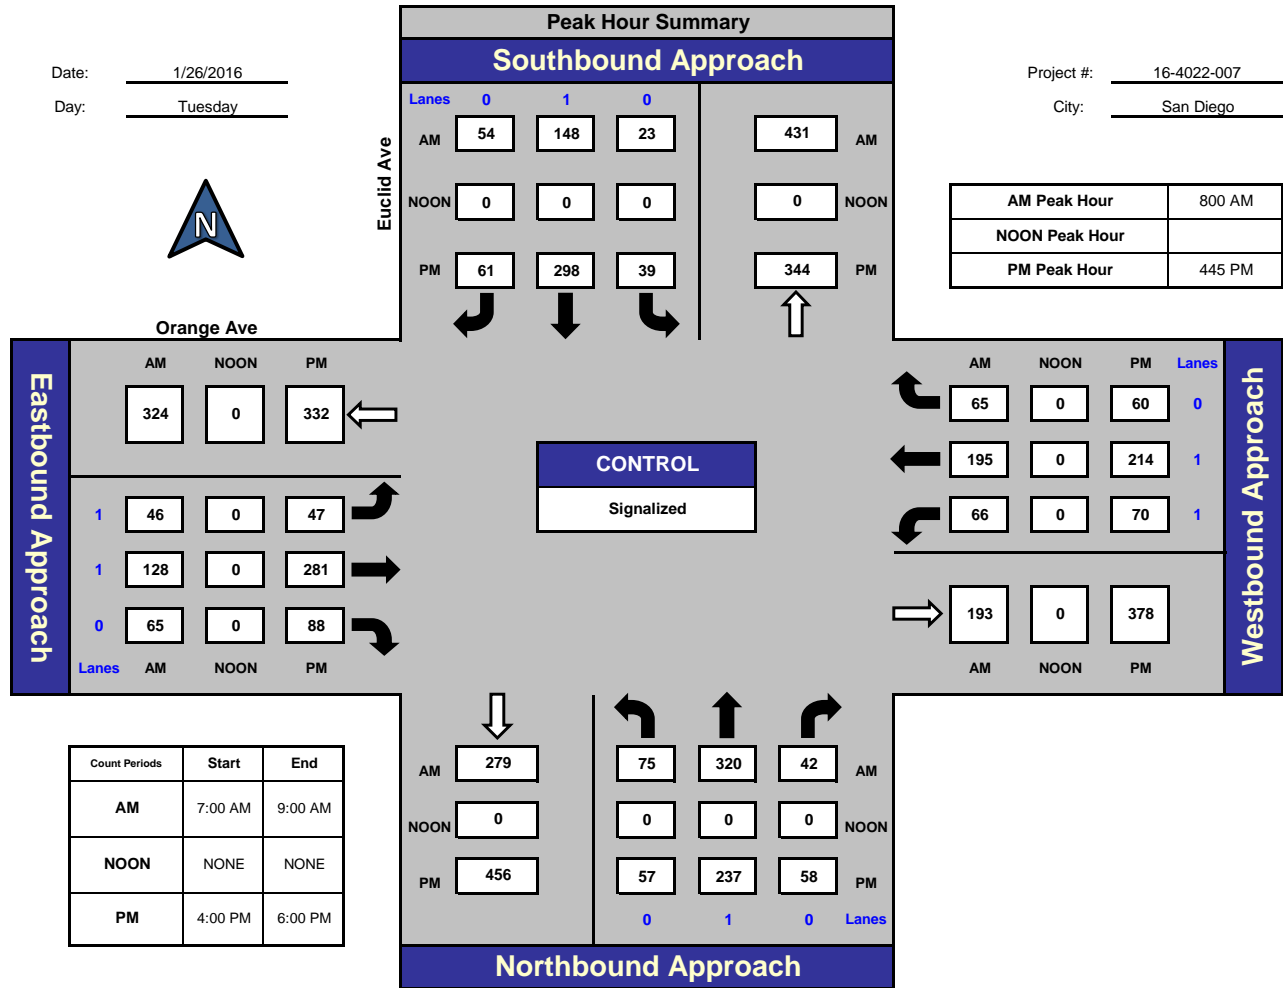 Peak Hour Summary
Southbound Approach
Date: 1/26/2016
Day: Tuesday
Project #: 16-4022-007
City: San Diego
N
Euclid Ave
Lanes 0 1 0
AM 54 148 23 431 AM
NOON 0 0 0 0 NOON
PM 61 298 39 344 PM
AM Peak Hour 800 AM
NOON Peak Hour
PM Peak Hour 445 PM
Orange Ave
Eastbound Approach
AM NOON PM
324 0 332
1 46 0 47
1 128 0 281
0 65 0 88
Lanes AM NOON PM
CONTROL
Signalized
AM NOON PM Lanes
65 0 60 0
195 0 214 1
66 0 70 1
193 0 378
AM NOON PM
Westbound Approach
Count Periods Start End
AM 7:00 AM 9:00 AM
NOON NONE NONE
PM 4:00 PM 6:00 PM
AM 279 75 320 42 AM
NOON 0 0 0 0 NOON
PM 456 57 237 58 PM
0 1 0 Lanes
Northbound Approach